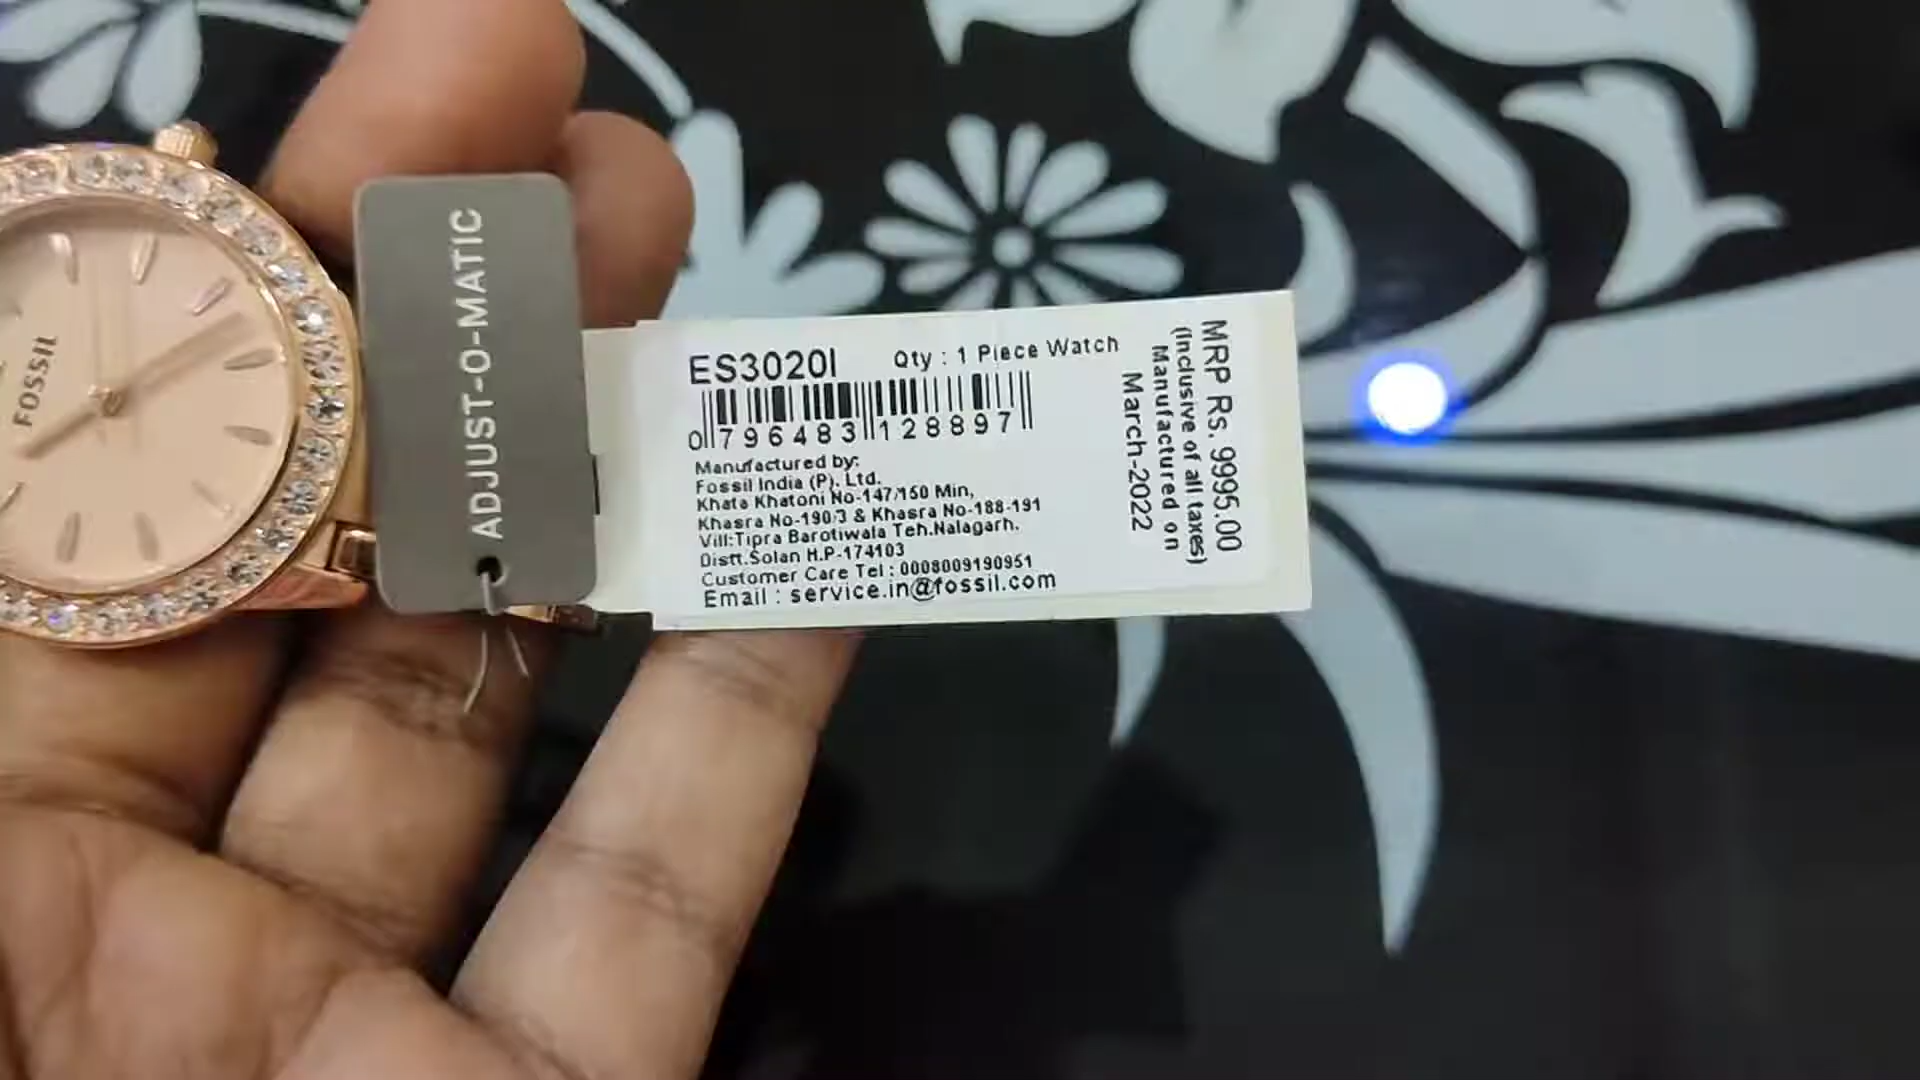 FOSSIL
ADJUST-O-MATIC
ES3020I
Qty : 1 Piece Watch
0 796483 128897
Manufactured by:
Fossil India (P). Ltd.
Khata Khatoni No-147/150 Min,
Khasra No-190/3 & Khasra No-188-191
Vill:Tipra Barotiwala Teh.Nalagarh.
Distt.Solan H.P-174103
Customer Care Tel : 0008009190951
Email : service.in@fossil.com
MRP Rs. 9995.00
(Inclusive of all taxes)
Manufactured on
March-2022